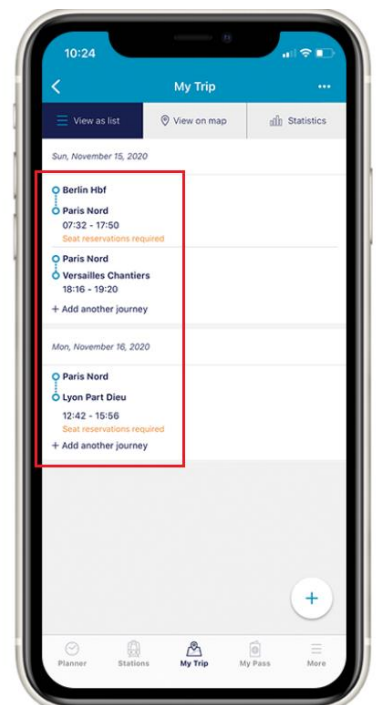 10:24
My Trip
View as list
View on map
Statistics
Sun, November 15, 2020
Berlin Hbf
Paris Nord
07:32 - 17:50
Seat reservations required
Paris Nord
Versailles Chantiers
18:16 - 19:20
+ Add another journey
Mon, November 16, 2020
Paris Nord
Lyon Part Dieu
12:42 - 15:56
Seat reservations required
+ Add another journey
+
Planner
Stations
My Trip
My Pass
More